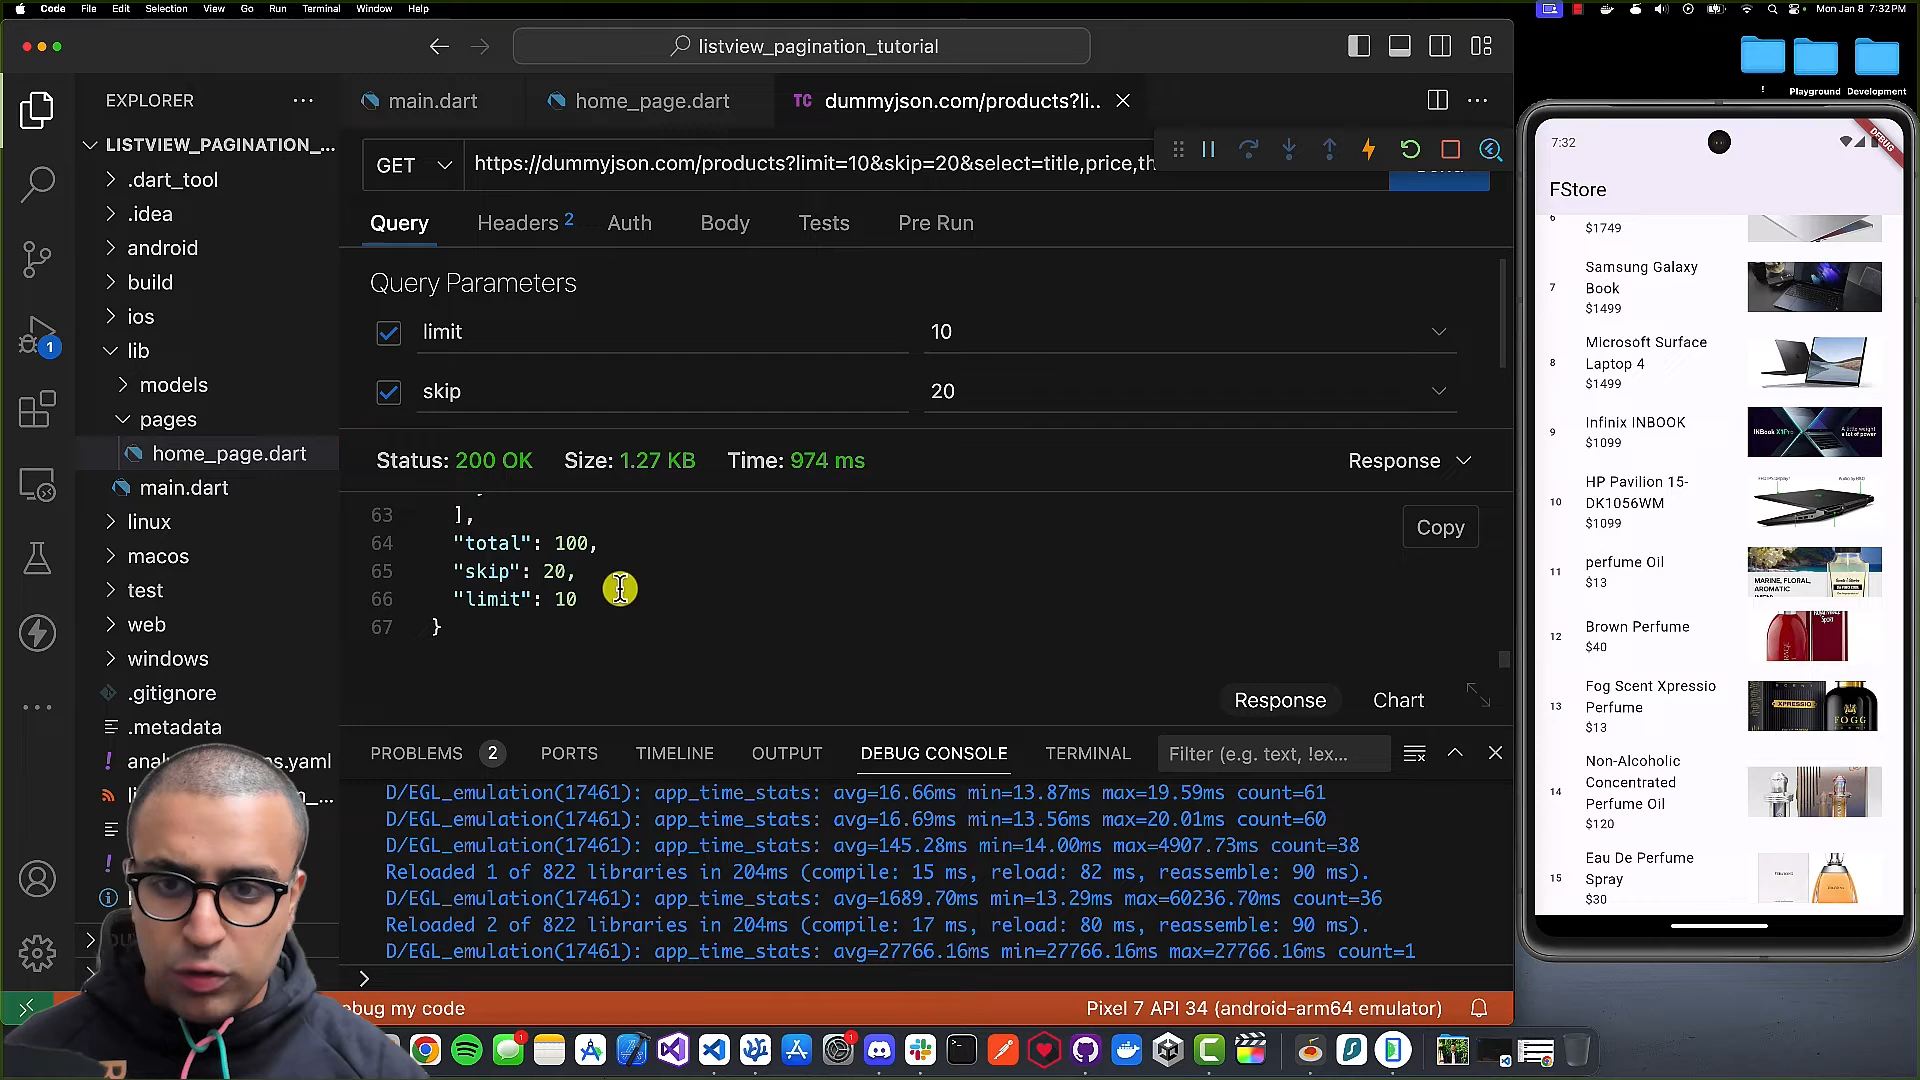 Code File Edit Selection View Go Run Terminal Window Help
Mon Jan 8 7:32PM
listview_pagination_tutorial
! Playground Development
EXPLORER
main.dart
home_page.dart
TC dummyjson.com/products?li..
LISTVIEW_PAGINATION_...
.dart_tool
.idea
android
build
ios
lib
models
pages
home_page.dart
main.dart
linux
macos
test
web
windows
.gitignore
.metadata
1
GET
https://dummyjson.com/products?limit=10&skip=20&select=title,price,th
Query
Headers 2
Auth
Body
Tests
Pre Run
Query Parameters
limit
10
skip
20
Status: 200 OK Size: 1.27 KB Time: 974 ms
Response
63 ],
64 "total": 100,
65 "skip": 20,
66 "limit": 10
67 }
Copy
Response
Chart
PROBLEMS 2
PORTS
TIMELINE
OUTPUT
DEBUG CONSOLE
TERMINAL
Filter (e.g. text, !ex...
D/EGL_emulation(17461): app_time_stats: avg=16.66ms min=13.87ms max=19.59ms count=61
D/EGL_emulation(17461): app_time_stats: avg=16.69ms min=13.56ms max=20.01ms count=60
D/EGL_emulation(17461): app_time_stats: avg=145.28ms min=14.00ms max=4907.73ms count=38
Reloaded 1 of 822 libraries in 204ms (compile: 15 ms, reload: 82 ms, reassemble: 90 ms).
D/EGL_emulation(17461): app_time_stats: avg=1689.70ms min=13.29ms max=60236.70ms count=36
Reloaded 2 of 822 libraries in 204ms (compile: 17 ms, reload: 80 ms, reassemble: 90 ms).
D/EGL_emulation(17461): app_time_stats: avg=27766.16ms min=27766.16ms max=27766.16ms count=1
ebug my code
Pixel 7 API 34 (android-arm64 emulator)
7:32
DEBUG
FStore
6
$1749
7
Samsung Galaxy
Book
$1499
8
Microsoft Surface
Laptop 4
$1499
9
Infinix INBOOK
$1099
10
HP Pavilion 15-
DK1056WM
$1099
11
perfume Oil
$13
MARINE, FLORAL,
AROMATIC
12
Brown Perfume
$40
13
Fog Scent Xpressio
Perfume
$13
XPRESSIO
FOGG
14
Non-Alcoholic
Concentrated
Perfume Oil
$120
15
Eau De Perfume
Spray
$30